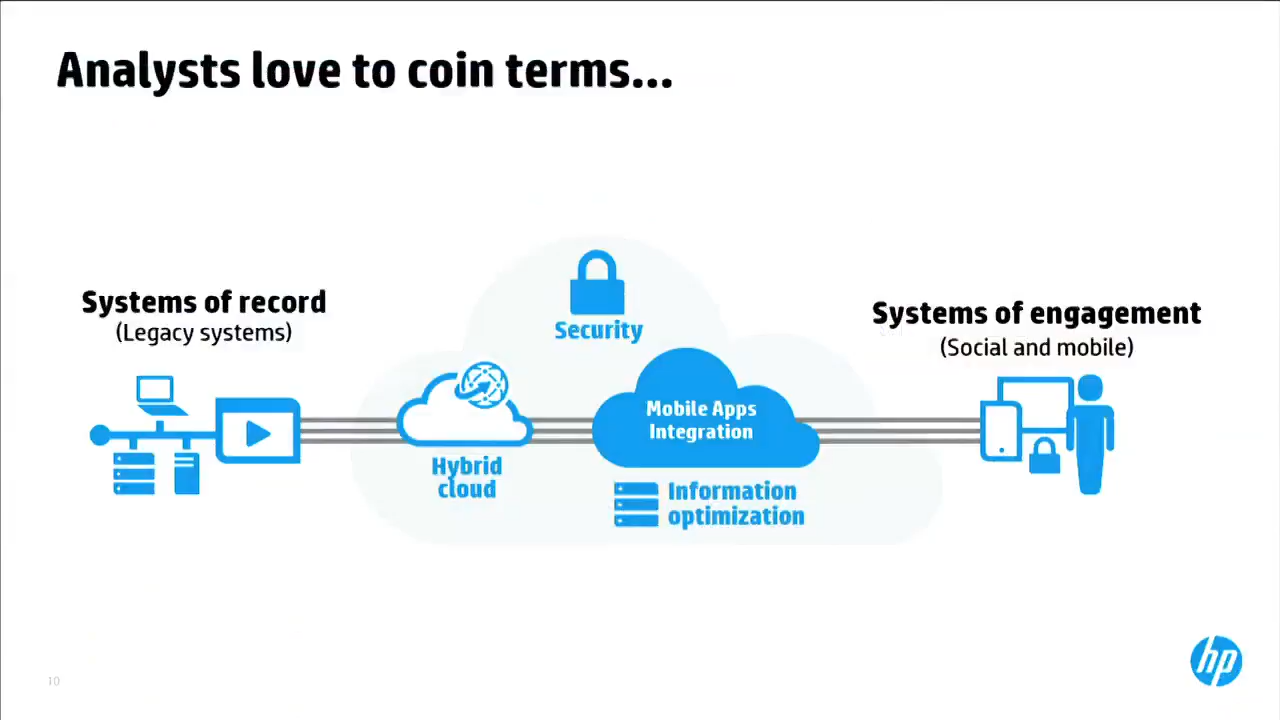 Analysts love to coin terms...
Systems of record
(Legacy systems)
Security
Systems of engagement
(Social and mobile)
Mobile Apps
Integration
Hybrid
cloud
Information
optimization
10
hp